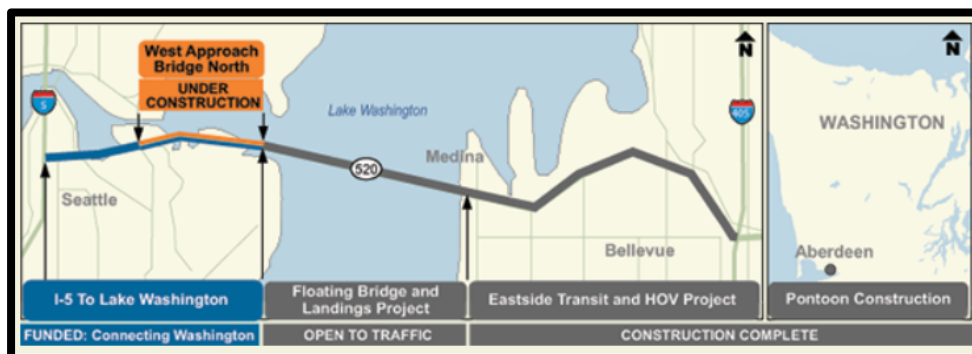 West Approach
Bridge North
UNDER
CONSTRUCTION
N
N
5
Lake Washington
405
WASHINGTON
Medina
520
Seattle
Bellevue
Aberdeen
I-5 To Lake Washington
Floating Bridge and
Landings Project
Eastside Transit and HOV Project
Pontoon Construction
FUNDED: Connecting Washington
OPEN TO TRAFFIC
CONSTRUCTION COMPLETE